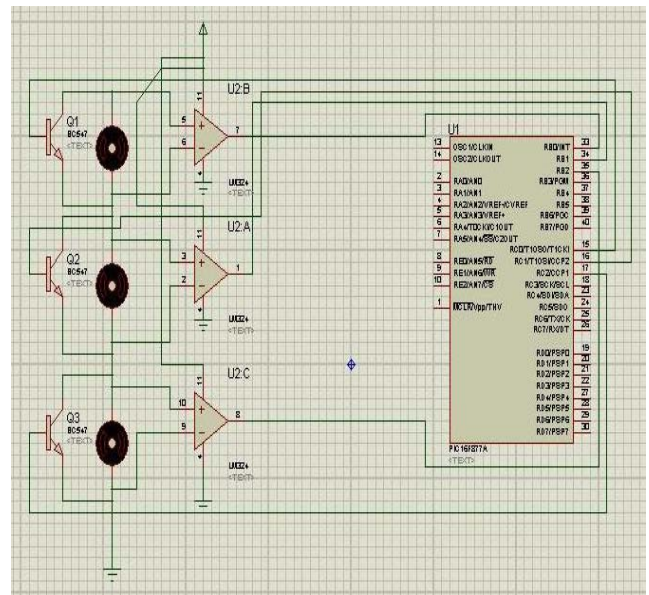 U2:B
11
Q1
BC547
<TEXT>
5
6
7
4
LM324
<TEXT>
U2:A
11
Q2
BC547
<TEXT>
3
2
1
4
LM324
<TEXT>
U2:C
11
Q3
BC547
<TEXT>
10
9
8
4
LM324
<TEXT>
U1
13 OSC1/CLKIN
14 OSC2/CLKOUT
2 RA0/AN0
3 RA1/AN1
4 RA2/AN2/VREF-/CVREF
5 RA3/AN3/VREF+
6 RA4/T0CKI/C1OUT
7 RA5/AN4/SS/C2OUT
8 RE0/AN5/RD
9 RE1/AN6/WR
10 RE2/AN7/CS
1 MCLR/Vpp/THV
RB0/INT 33
RB1 34
RB2 35
RB3/PGM 36
RB4 37
RB5 38
RB6/PGC 39
RB7/PGD 40
RC0/T1OSO/T1CKI 15
RC1/T1OSI/CCP2 16
RC2/CCP1 17
RC3/SCK/SCL 18
RC4/SDI/SDA 23
RC5/SDO 24
RC6/TX/CK 25
RC7/RX/DT 26
RD0/PSP0 19
RD1/PSP1 20
RD2/PSP2 21
RD3/PSP3 22
RD4/PSP4 27
RD5/PSP5 28
RD6/PSP6 29
RD7/PSP7 30
PIC16F877A
<TEXT>